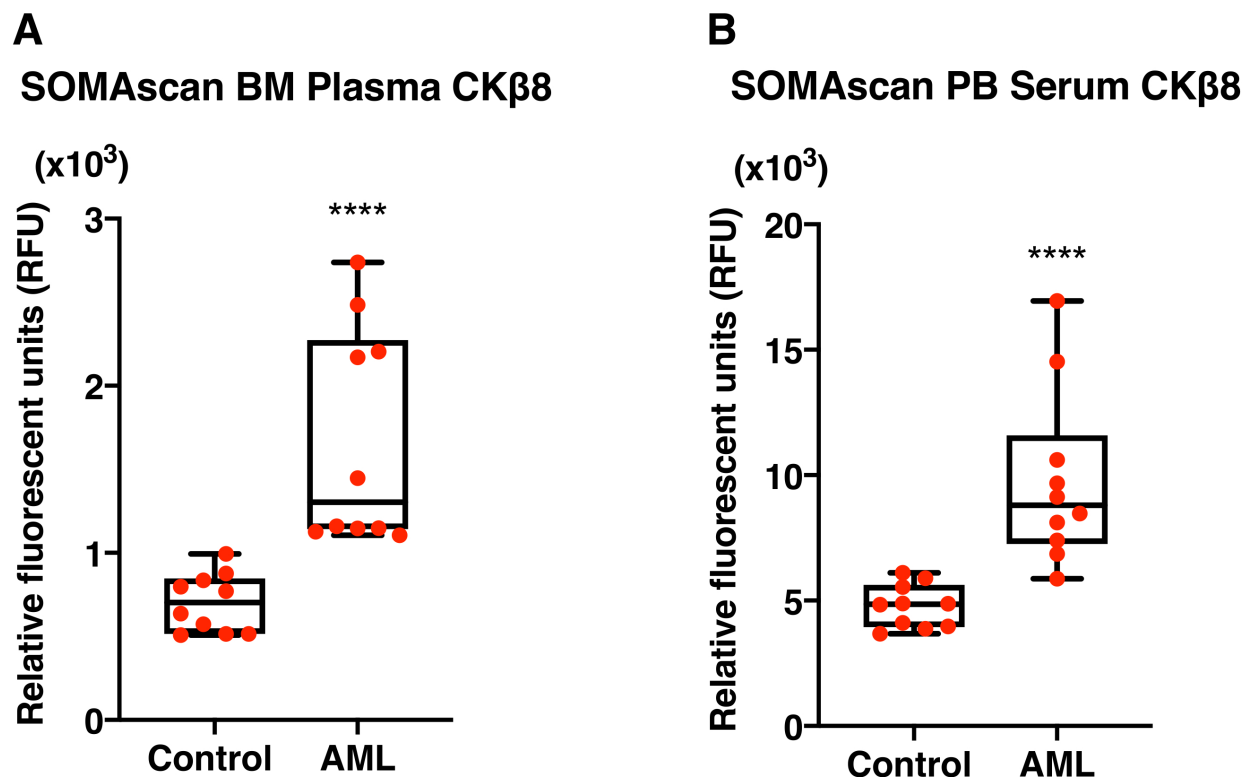 A
SOMAscan BM Plasma CKβ8
(x10³)
Relative fluorescent units (RFU)
3
2
1
0
****
Control
AML
B
SOMAscan PB Serum CKβ8
(x10³)
Relative fluorescent units (RFU)
20
15
10
5
0
****
Control
AML